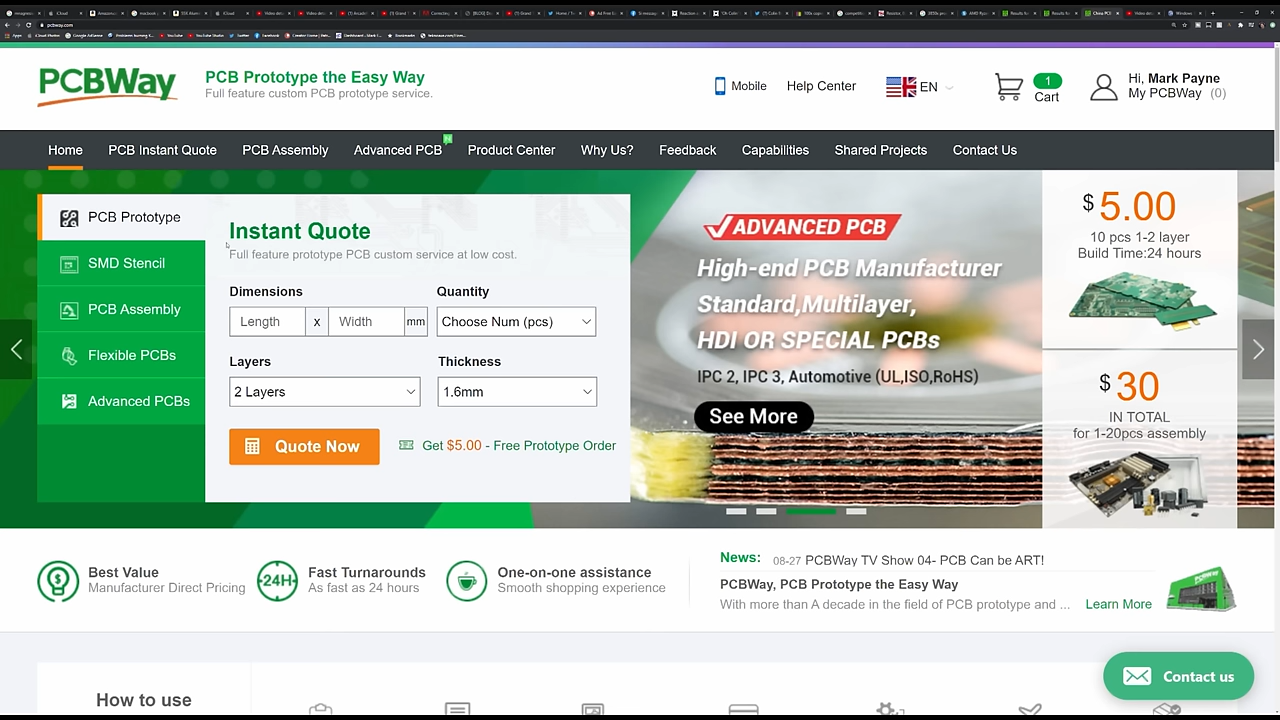 pcbway.com
PCBWay
PCB Prototype the Easy Way
Full feature custom PCB prototype service.
Mobile
Help Center
EN
1
Cart
Hi, Mark Payne
My PCBWay (0)
Home
PCB Instant Quote
PCB Assembly
Advanced PCB
Product Center
Why Us?
Feedback
Capabilities
Shared Projects
Contact Us
PCB Prototype
SMD Stencil
PCB Assembly
Flexible PCBs
Advanced PCBs
Instant Quote
Full feature prototype PCB custom service at low cost.
Dimensions
Quantity
Length x Width mm
Choose Num (pcs)
Layers
Thickness
2 Layers
1.6mm
Quote Now
Get $5.00 - Free Prototype Order
ADVANCED PCB
High-end PCB Manufacturer
Standard,Multilayer,
HDI OR SPECIAL PCBs
IPC 2, IPC 3, Automotive (UL,ISO,RoHS)
See More
$5.00
10 pcs 1-2 layer
Build Time:24 hours
$30
IN TOTAL
for 1-20pcs assembly
Best Value
Manufacturer Direct Pricing
24H
Fast Turnarounds
As fast as 24 hours
One-on-one assistance
Smooth shopping experience
News:
08-27 PCBWay TV Show 04- PCB Can be ART!
PCBWay, PCB Prototype the Easy Way
With more than A decade in the field of PCB prototype and ...
Learn More
How to use
Contact us